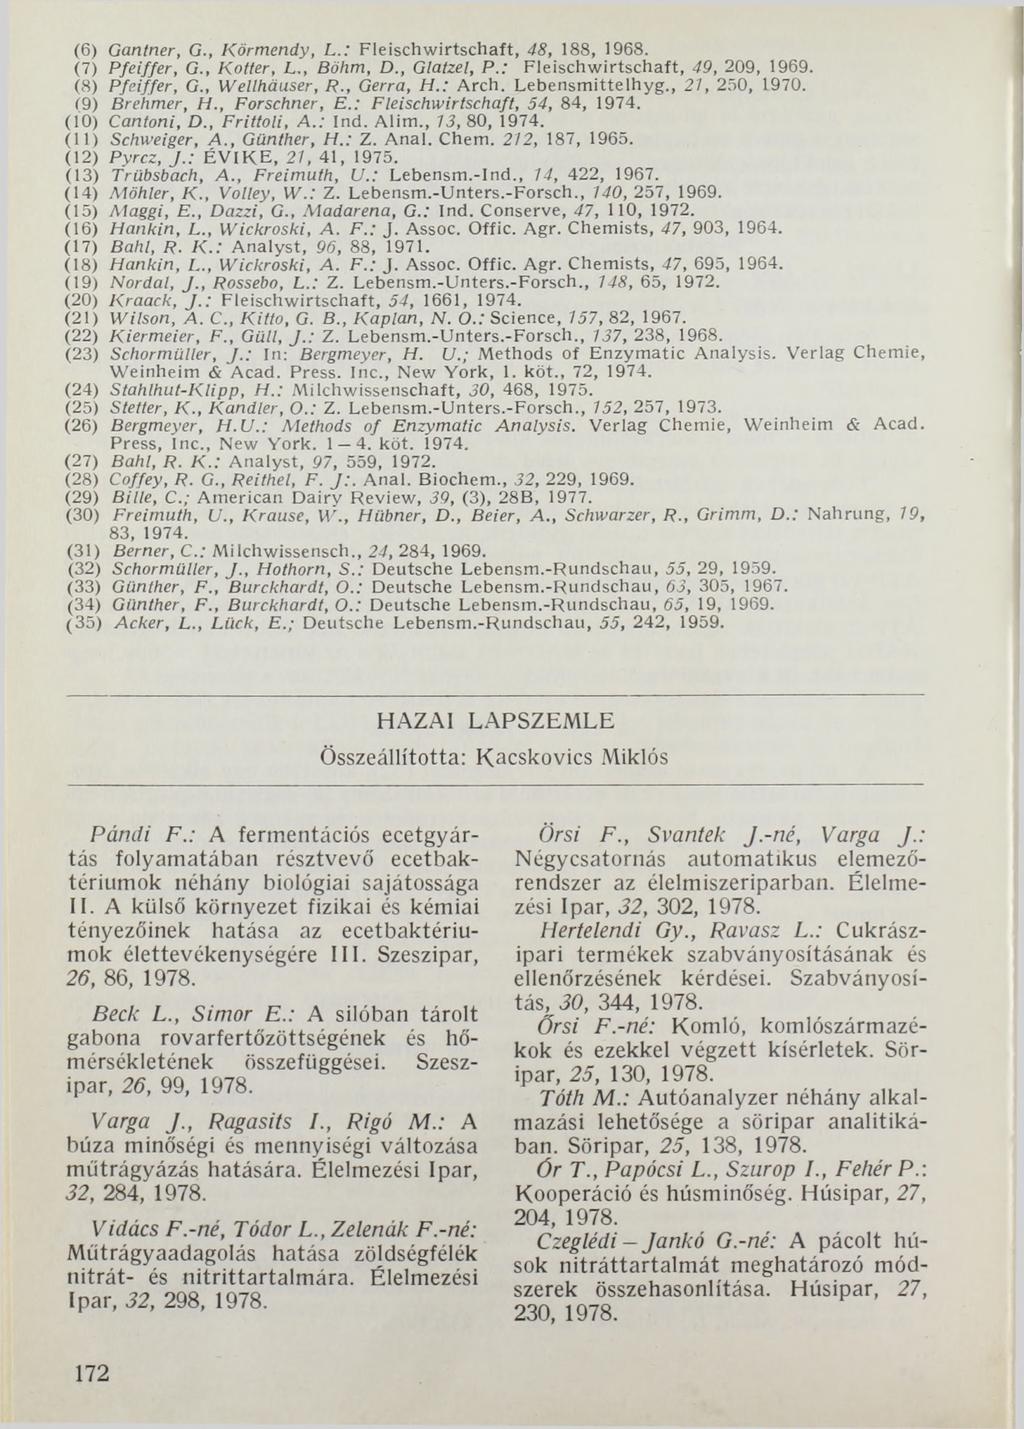 (6) Gantner, G., Körmendy, L.: Fleischwirtschaft, 48, 188, 1968.
(7) Pfeiffer, G., Kotter, L., Böhm, D., Glatzel, P.: Fleischwirtschaft, 49, 209, 1969.
(8) Pfeiffer, G., Wellhäuser, R., Gerra, H.: Arch. Lebensmittelhyg., 21, 250, 1970.
(9) Brehmer, H., Forschner, E.: Fleischwirtschaft, 54, 84, 1974.
(10) Cantoni, D., Frittoli, A.: Ind. Alim., 13, 80, 1974.
(11) Schweiger, A., Günther, H.: Z. Anal. Chem. 212, 187, 1965.
(12) Pyrcz, J.: ÉVIKE, 21, 41, 1975.
(13) Trübsbach, A., Freimuth, U.: Lebensm.-Ind., 14, 422, 1967.
(14) Möhler, K., Volley, W.: Z. Lebensm.-Unters.-Forsch., 140, 257, 1969.
(15) Maggi, E., Dazzi, G., Madarena, G.: Ind. Conserve, 47, 110, 1972.
(16) Hankin, L., Wickroski, A. F.: J. Assoc. Offic. Agr. Chemists, 47, 903, 1964.
(17) Bahl, R. K.: Analyst, 96, 88, 1971.
(18) Hankin, L., Wickroski, A. F.: J. Assoc. Offic. Agr. Chemists, 47, 695, 1964.
(19) Nordal, J., Rossebo, L.: Z. Lebensm.-Unters.-Forsch., 148, 65, 1972.
(20) Kraack, J.: Fleischwirtschaft, 54, 1661, 1974.
(21) Wilson, A. C., Kitto, G. B., Kaplan, N. O.: Science, 157, 82, 1967.
(22) Kiermeier, F., Güll, J.: Z. Lebensm.-Unters.-Forsch., 137, 238, 1968.
(23) Schormüller, J.: In: Bergmeyer, H. U.; Methods of Enzymatic Analysis. Verlag Chemie,
Weinheim & Acad. Press. Inc., New York, 1. köt., 72, 1974.
(24) Stahlhut-Klipp, H.: Milchwissenschaft, 30, 468, 1975.
(25) Stetter, K., Kandler, O.: Z. Lebensm.-Unters.-Forsch., 152, 257, 1973.
(26) Bergmeyer, H.U.: Methods of Enzymatic Analysis. Verlag Chemie, Weinheim & Acad.
Press, Inc., New York. 1 — 4. köt. 1974.
(27) Bahl, R. K.: Analyst, 97, 559, 1972.
(28) Coffey, R. G., Reithel, F. J:. Anal. Biochem., 32, 229, 1969.
(29) Bille, C.; American Dairy Review, 39, (3), 28B, 1977.
(30) Freimuth, U., Krause, W., Hübner, D., Beier, A., Schwarzer, R., Grimm, D.: Nahrung, 19,
83, 1974.
(31) Berner, C.: Milchwissensch., 24, 284, 1969.
(32) Schormüller, J., Hothorn, S.: Deutsche Lebensm.-Rundschau, 55, 29, 1959.
(33) Günther, F., Burckhardt, O.: Deutsche Lebensm.-Rundschau, 63, 305, 1967.
(34) Günther, F., Burckhardt, O.: Deutsche Lebensm.-Rundschau, 65, 19, 1969.
(35) Acker, L., Lück, E.; Deutsche Lebensm.-Rundschau, 55, 242, 1959.
HAZAI LAPSZEMLE
Összeállította: Kacskovics Miklós
Pándi F.: A fermentációs ecetgyár-
tás folyamatában résztvevő ecetbak-
tériumok néhány biológiai sajátossága
II. A külső környezet fizikai és kémiai
tényezőinek hatása az ecetbaktériu-
mok élettevékenységére III. Szeszipar,
26, 86, 1978.
Beck L., Simor E.: A silóban tárolt
gabona rovarfertőzöttségének és hő-
mérsékletének összefüggései. Szesz-
ipar, 26, 99, 1978.
Varga J., Ragasits I., Rigó M.: A
búza minőségi és mennyiségi változása
műtrágyázás hatására. Élelmezési Ipar,
32, 284, 1978.
Vidács F.-né, Tódor L., Zelenák F.-né:
Műtrágyaadagolás hatása zöldségfélék
nitrát- és nitrittartalmára. Élelmezési
Ipar, 32, 298, 1978.
Örsi F., Svantek J.-né, Varga J.:
Négycsatornás automatikus elemező-
rendszer az élelmiszeriparban. Élelme-
zési Ipar, 32, 302, 1978.
Hertelendi Gy., Ravasz L.: Cukrász-
ipari termékek szabványosításának és
ellenőrzésének kérdései. Szabványosí-
tás, 30, 344, 1978.
Őrsi F.-né: Komló, komlószármazé-
kok és ezekkel végzett kísérletek. Sör-
ipar, 25, 130, 1978.
Tóth M.: Autóanalyzer néhány alkal-
mazási lehetősége a söripar analitiká-
ban. Söripar, 25, 138, 1978.
Ór T., Papócsi L., Szurop I., Fehér P.:
Kooperáció és húsminőség. Húsipar, 27,
204, 1978.
Czeglédi — Jankó G.-né: A pácolt hú-
sok nitráttartalmát meghatározó mód-
szerek összehasonlítása. Húsipar, 27,
230, 1978.
172